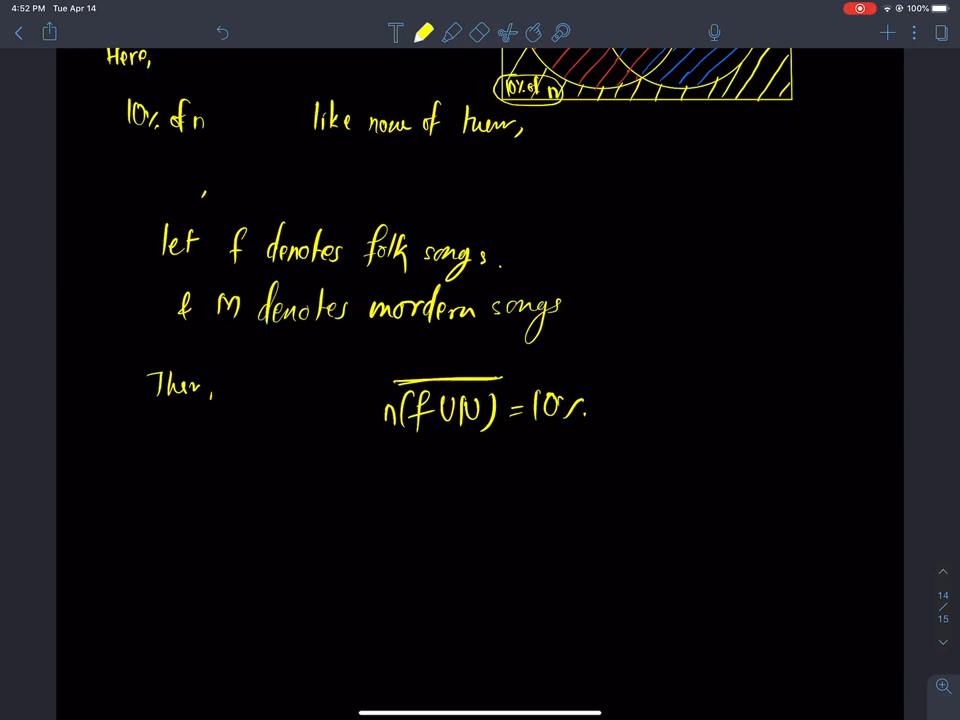 4:52 PM Tue Apr 14
100%
T
Here,
10% of n
10% of n like none of them,
let f denotes folk songs.
& M denotes mordern songs
Then, n(f∪M)‾ = 10%
14
/
15